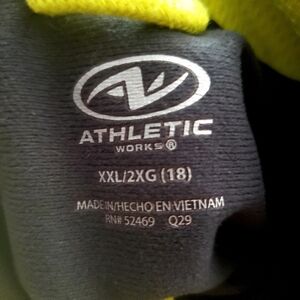 ATHLETIC
WORKS®
XXL/2XG (18)
MADE IN/HECHO EN VIETNAM
RN# 52469 Q29